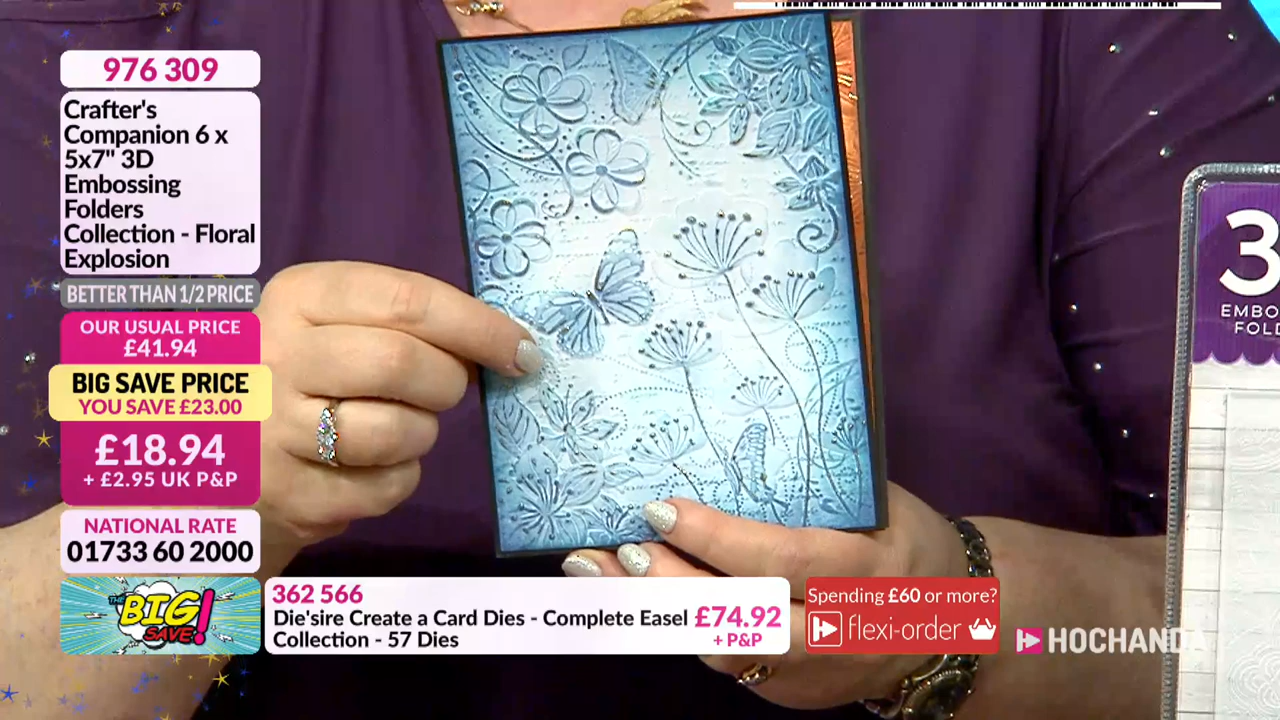 976 309
Crafter's
Companion 6 x
5x7" 3D
Embossing
Folders
Collection - Floral
Explosion
BETTER THAN 1/2 PRICE
OUR USUAL PRICE
£41.94
BIG SAVE PRICE
YOU SAVE £23.00
£18.94
+ £2.95 UK P&P
NATIONAL RATE
01733 60 2000
THE BIG SAVE!
362 566
Die'sire Create a Card Dies - Complete Easel
Collection - 57 Dies
£74.92
+ P&P
Spending £60 or more?
flexi-order
HOCHANDA
3
EMBO
FOL